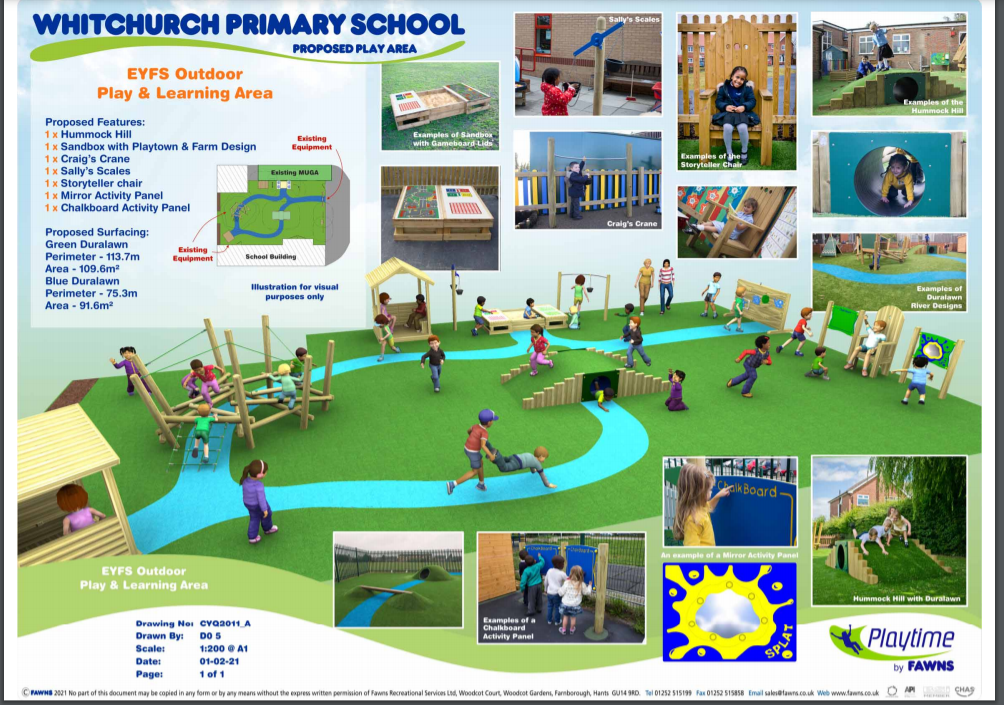 WHITCHURCH PRIMARY SCHOOL
PROPOSED PLAY AREA
EYFS Outdoor
Play & Learning Area
Proposed Features:
1 x Hummock Hill
1 x Sandbox with Playtown & Farm Design
1 x Craig's Crane
1 x Sally's Scales
1 x Storyteller chair
1 x Mirror Activity Panel
1 x Chalkboard Activity Panel
Proposed Surfacing:
Green Duralawn
Perimeter - 113.7m
Area - 109.6m²
Blue Duralawn
Perimeter - 75.3m
Area - 91.6m²
Existing
Equipment
Existing MUGA
Existing
Equipment
School Building
Illustration for visual
purposes only
Examples of Sandbox
with Gameboard Lids
Sally's Scales
Craig's Crane
Examples of the
Storyteller Chair
Examples of the
Hummock Hill
Examples of
Duralawn
River Designs
EYFS Outdoor
Play & Learning Area
Drawing No: CYQ2011_A
Drawn By: D0 5
Scale: 1:200 @ A1
Date: 01-02-21
Page: 1 of 1
Examples of a
Chalkboard
Activity Panel
ChalkBoard
An example of a Mirror Activity Panel
SPLAT
Hummock Hill with Duralawn
Playtime
by FAWNS
© FAWNS 2021 No part of this document may be copied in any form or by any means without the express written permission of Fawns Recreational Services Ltd, Woodcot Court, Woodcot Gardens, Farnborough, Hants GU14 9RD. Tel 01252 515199 Fax 01252 515858 Email sales@fawns.co.uk Web www.fawns.co.uk
API
CHAS